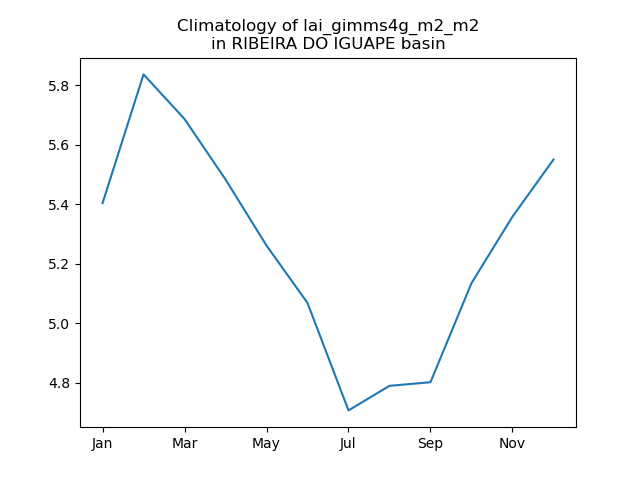 Climatology of lai_gimms4g_m2_m2
in RIBEIRA DO IGUAPE basin
5.8
5.6
5.4
5.2
5.0
4.8
Jan Mar May Jul Sep Nov